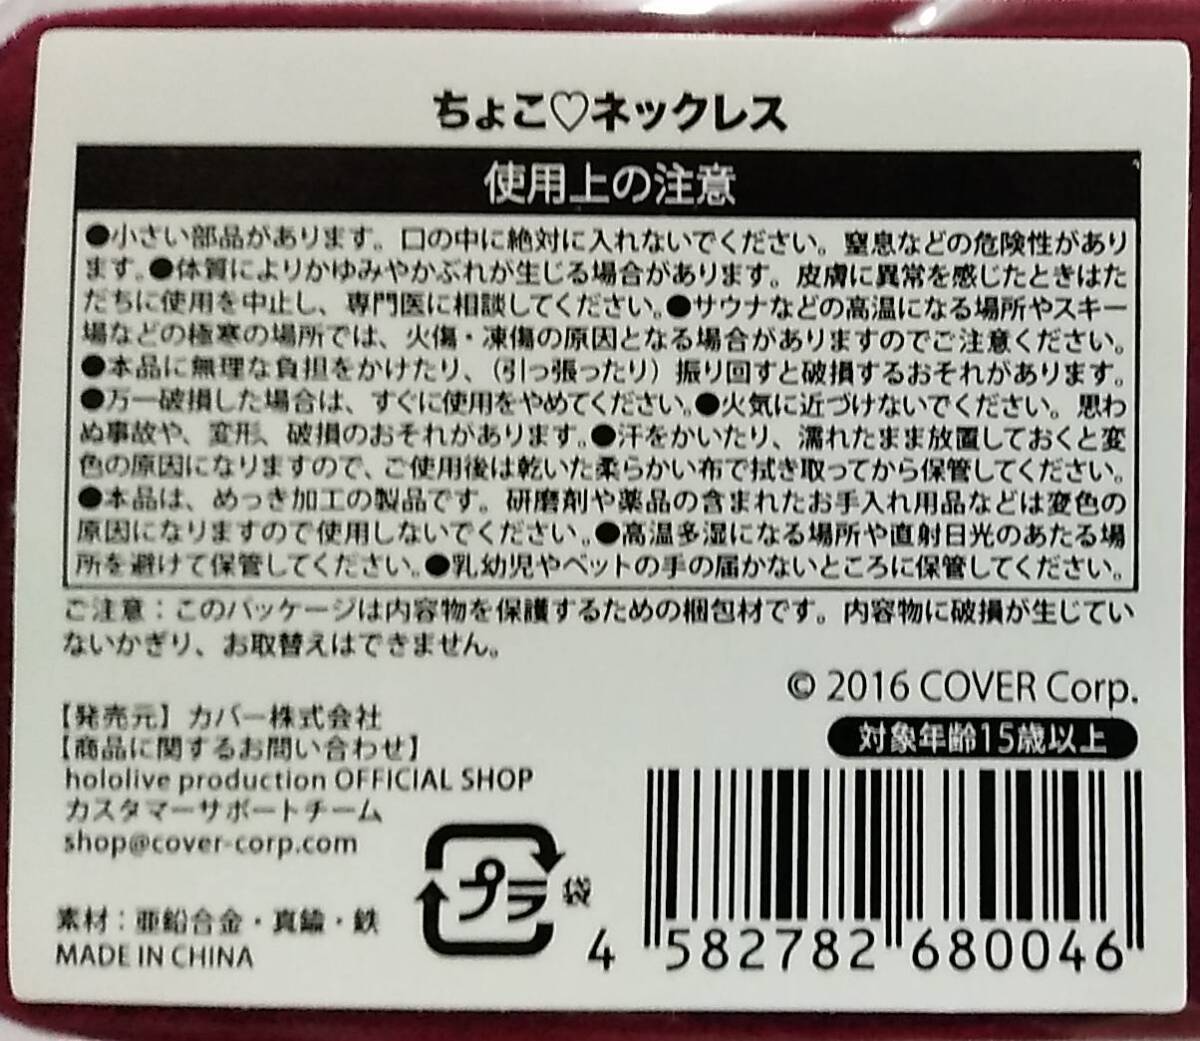 ちょこ♡ネックレス
使用上の注意
●小さい部品があります。口の中に絶対に入れないでください。窒息などの危険性があり
ます。●体質によりかゆみやかぶれが生じる場合があります。皮膚に異常を感じたときはた
だちに使用を中止し、専門医に相談してください。●サウナなどの高温になる場所やスキー
場などの極寒の場所では、火傷・凍傷の原因となる場合がありますのでご注意ください。
●本品に無理な負担をかけたり、（引っ張ったり）振り回すと破損するおそれがあります。
●万一破損した場合は、すぐに使用をやめてください。●火気に近づけないでください。思わ
ぬ事故や、変形、破損のおそれがあります。●汗をかいたり、濡れたまま放置しておくと変
色の原因になりますので、ご使用後は乾いた柔らかい布で拭き取ってから保管してください。
●本品は、めっき加工の製品です。研磨剤や薬品の含まれたお手入れ用品などは変色の
原因になりますので使用しないでください。●高温多湿になる場所や直射日光のあたる場
所を避けて保管してください。●乳幼児やペットの手の届かないところに保管してください。
ご注意：このパッケージは内容物を保護するための梱包材です。内容物に破損が生じてい
ないかぎり、お取替えはできません。
© 2016 COVER Corp.
対象年齢15歳以上
【発売元】カバー株式会社
【商品に関するお問い合わせ】
hololive production OFFICIAL SHOP
カスタマーサポートチーム
shop@cover-corp.com
プラ 袋
素材：亜鉛合金・真鍮・鉄
MADE IN CHINA
4 582782 680046